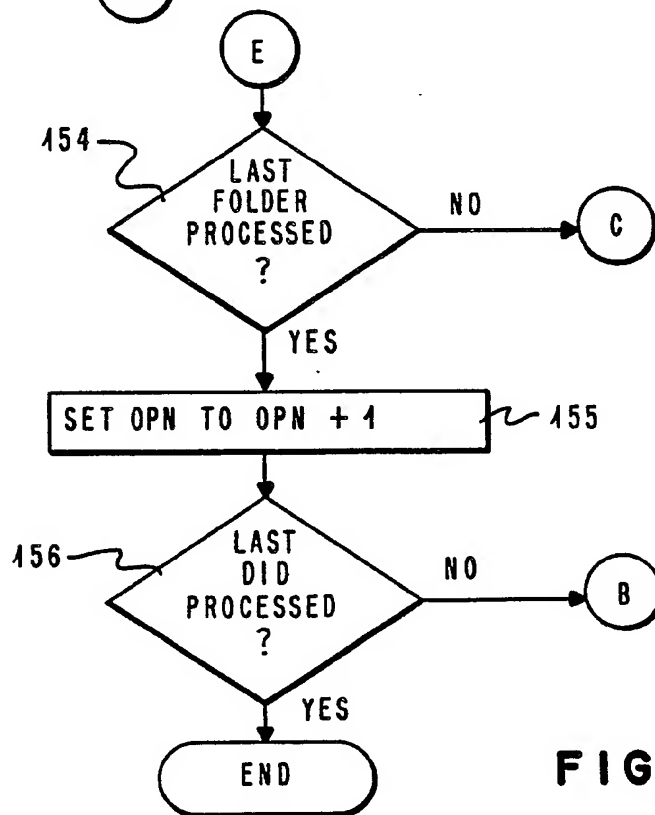 E
154
LAST
FOLDER
PROCESSED
?
NO
C
YES
SET OPN TO OPN + 1
155
156
LAST
DID
PROCESSED
?
NO
B
YES
END
FIG